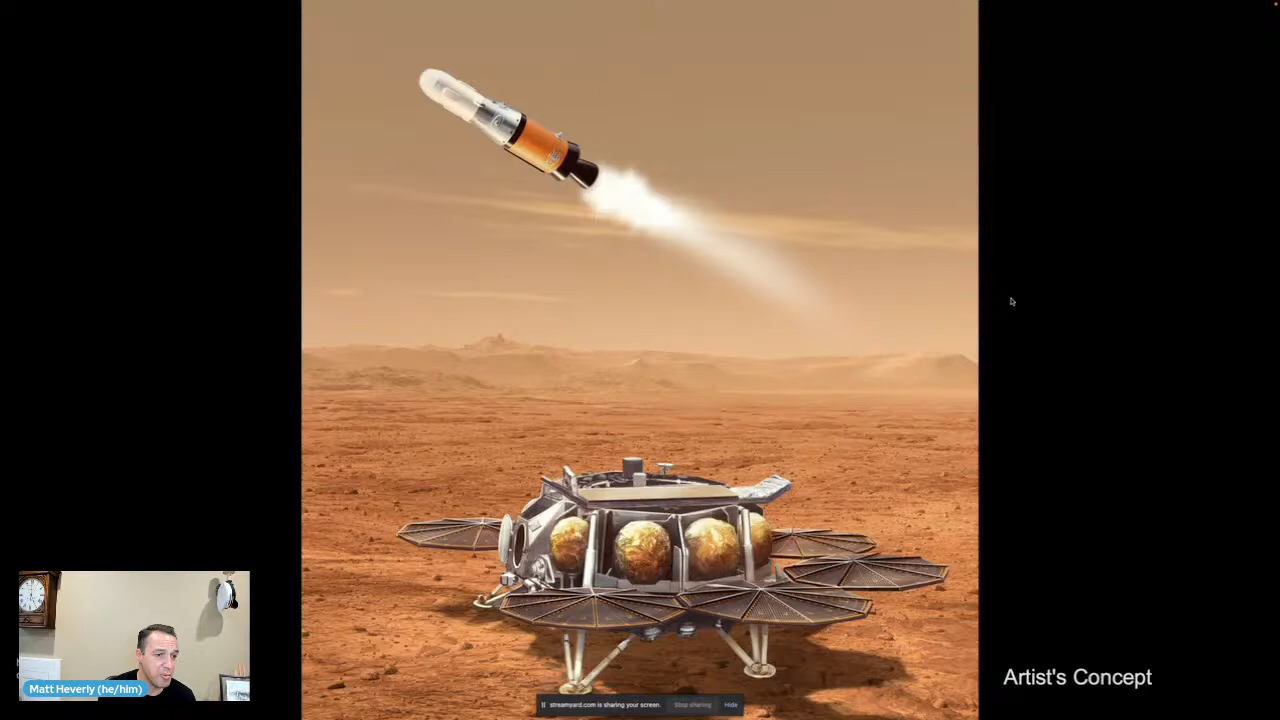 Artist's Concept
Matt Heverly (he/him)
streamyard.com is sharing your screen.
Stop sharing
Hide